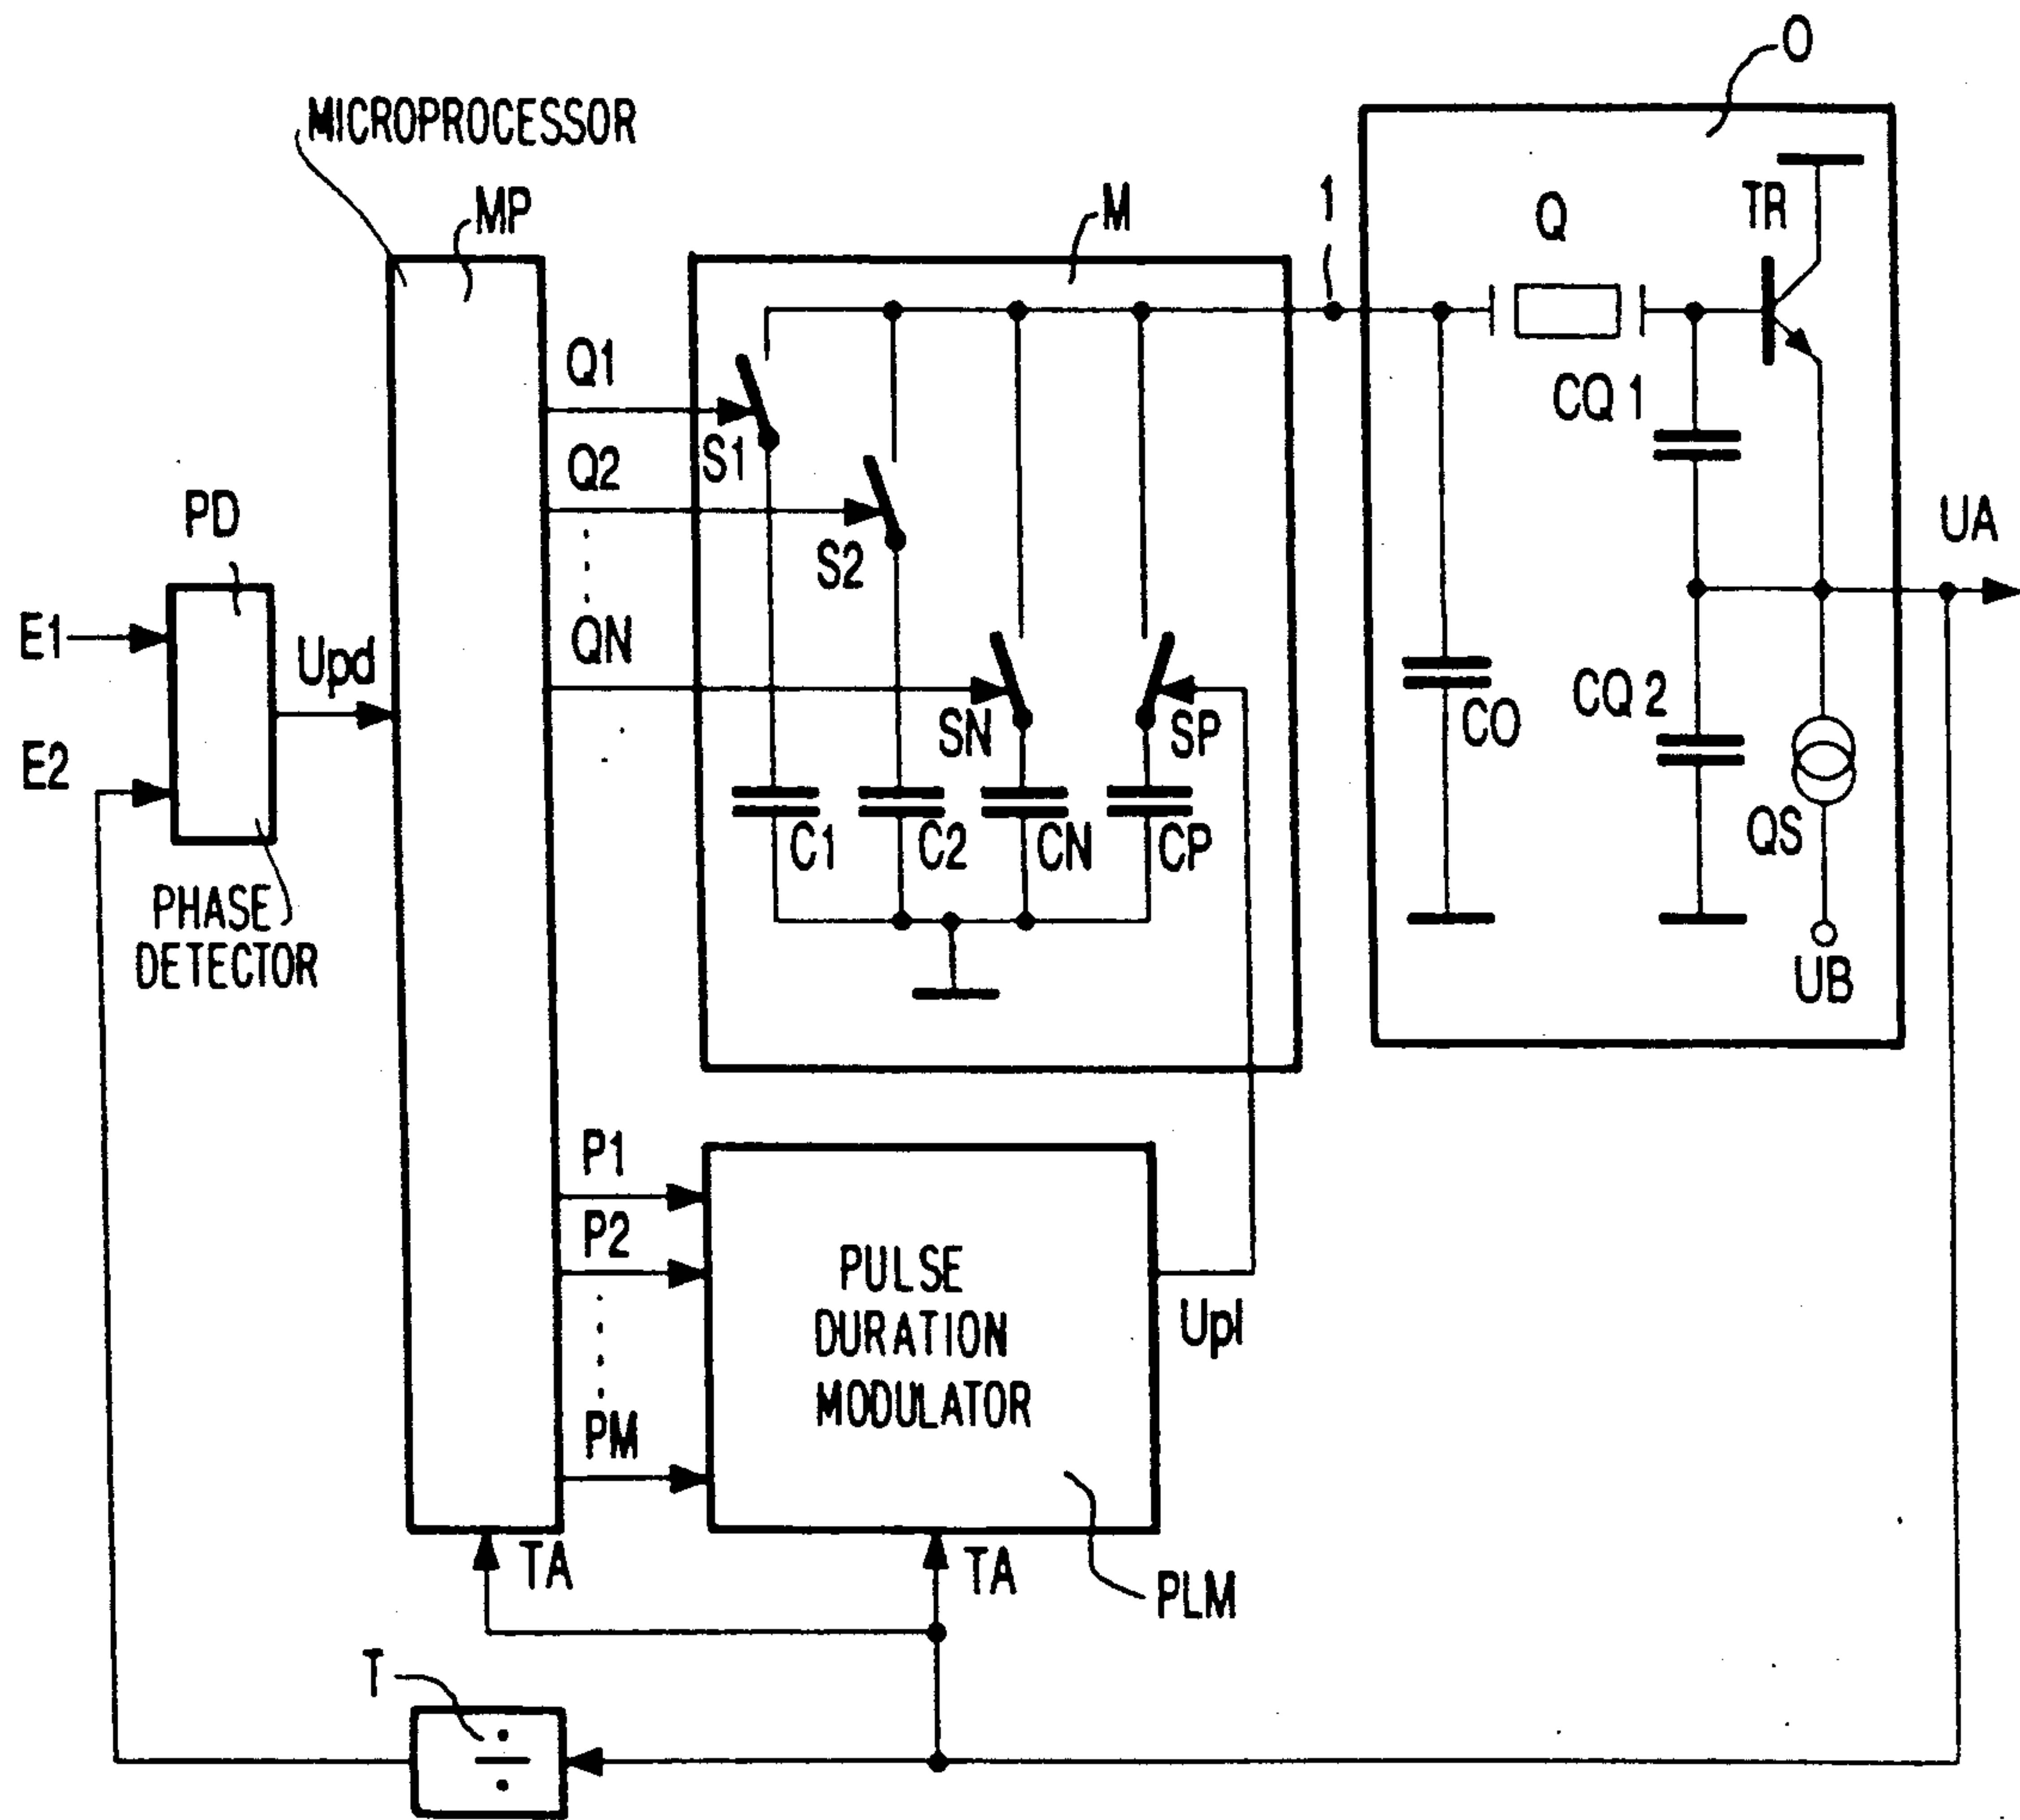 O
MICROPROCESSOR
MP
M
1
Q
TR
Q1
CQ 1
S1
Q2
PD
S2
UA
E1
Upd
QN
SN
SP
CO
CQ 2
E2
C1
C2
CN
CP
QS
PHASE
DETECTOR
UB
P1
P2
PULSE
DURATION
MODULATOR
Upl
PM
TA
TA
PLM
T